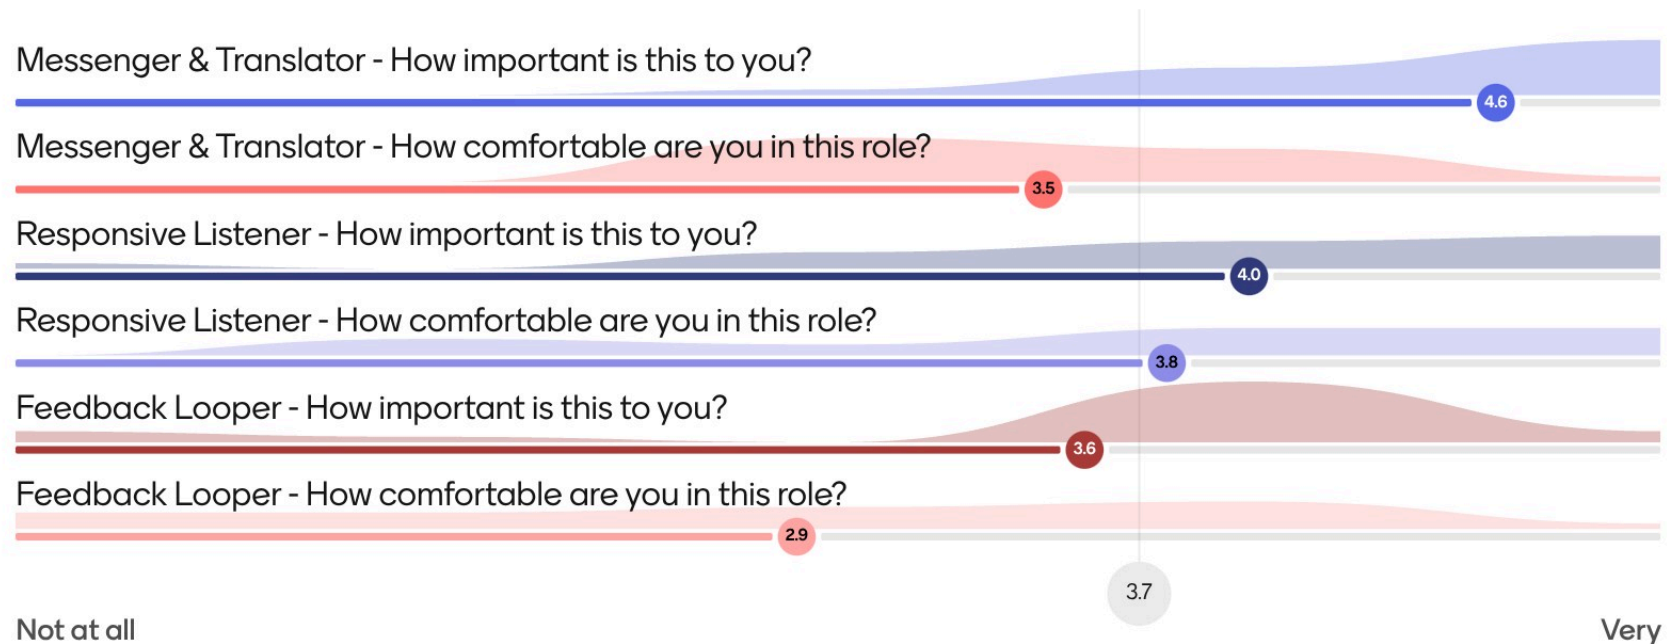 Messenger & Translator - How important is this to you?
4.6
Messenger & Translator - How comfortable are you in this role?
3.5
Responsive Listener - How important is this to you?
4.0
Responsive Listener - How comfortable are you in this role?
3.8
Feedback Looper - How important is this to you?
3.6
Feedback Looper - How comfortable are you in this role?
2.9
3.7
Not at all
Very